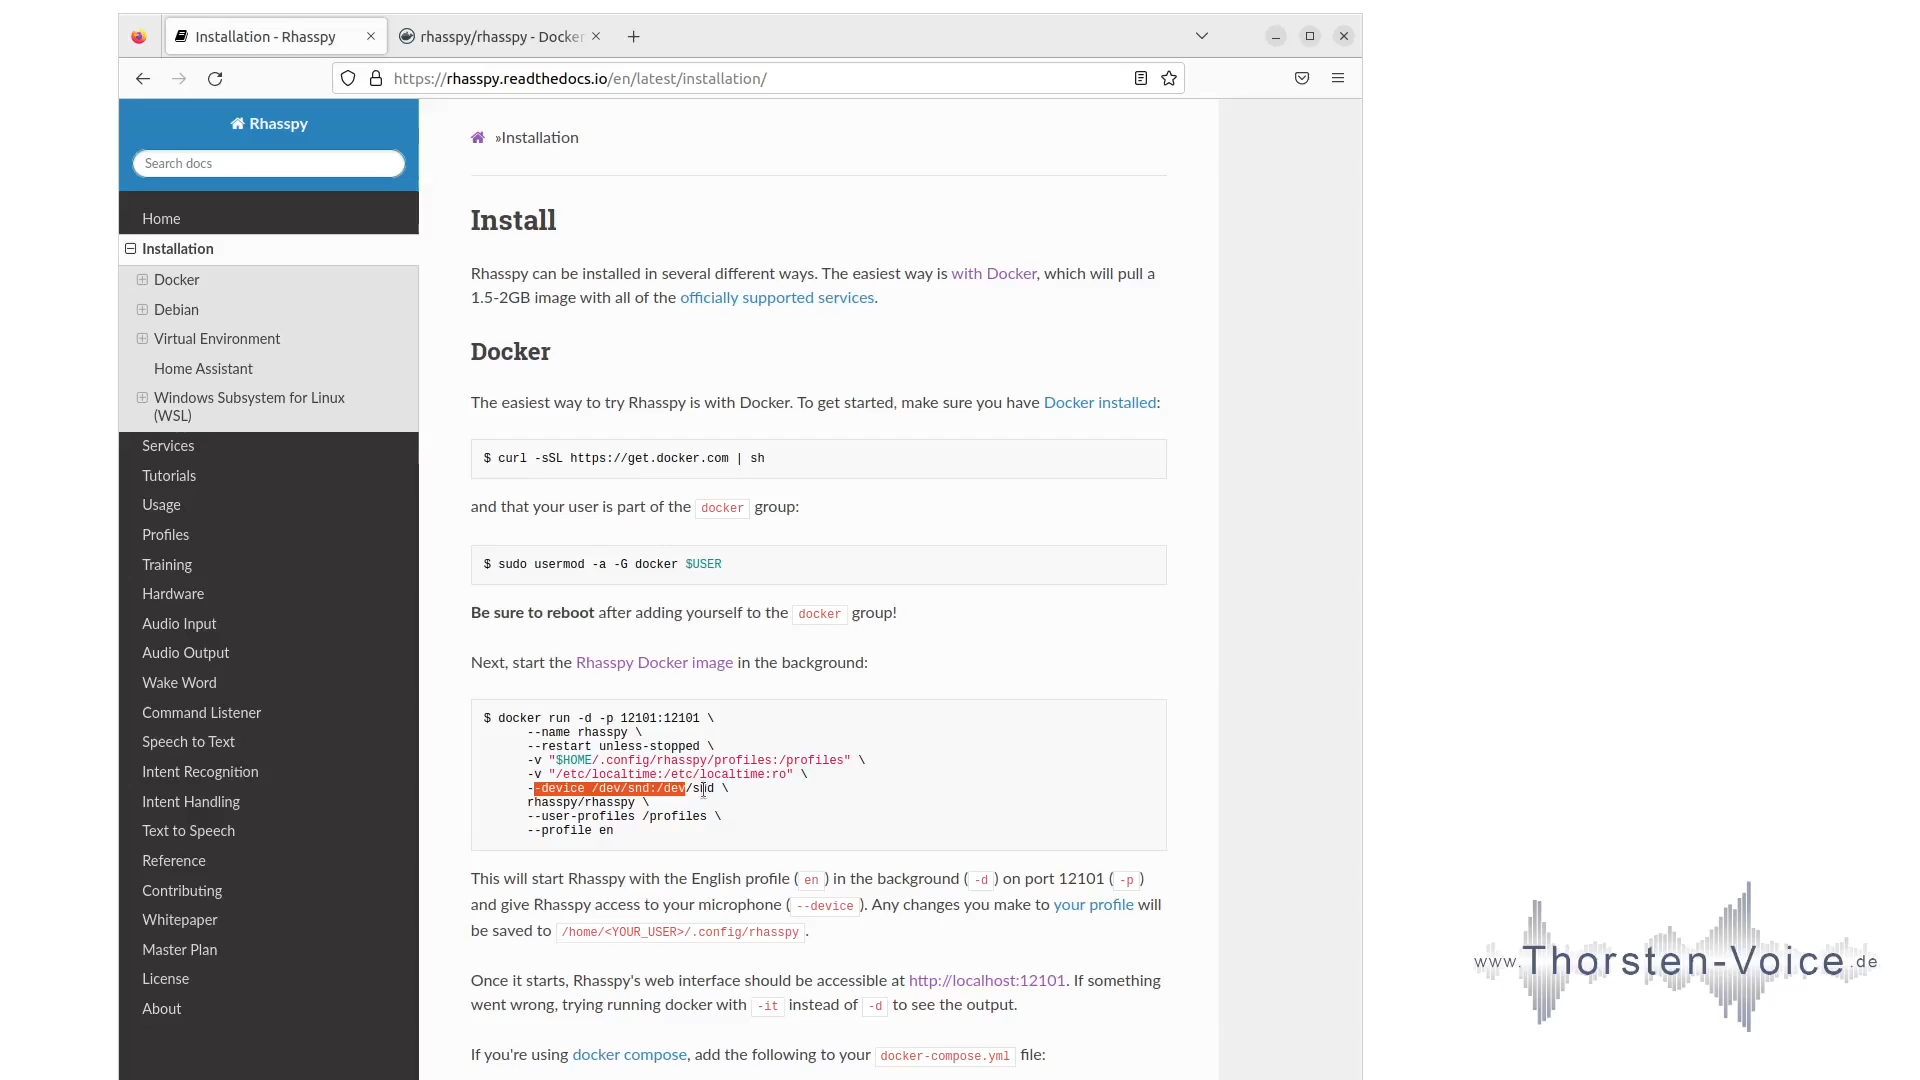 Installation - Rhasspy
rhasspy/rhasspy - Docker
https://rhasspy.readthedocs.io/en/latest/installation/
Rhasspy
Search docs
Home
Installation
Docker
Debian
Virtual Environment
Home Assistant
Windows Subsystem for Linux
(WSL)
Services
Tutorials
Usage
Profiles
Training
Hardware
Audio Input
Audio Output
Wake Word
Command Listener
Speech to Text
Intent Recognition
Intent Handling
Text to Speech
Reference
Contributing
Whitepaper
Master Plan
License
About
»Installation
Install
Rhasspy can be installed in several different ways. The easiest way is with Docker, which will pull a
1.5-2GB image with all of the officially supported services.
Docker
The easiest way to try Rhasspy is with Docker. To get started, make sure you have Docker installed:
$ curl -sSL https://get.docker.com | sh
and that your user is part of the docker group:
$ sudo usermod -a -G docker $USER
Be sure to reboot after adding yourself to the docker group!
Next, start the Rhasspy Docker image in the background:
$ docker run -d -p 12101:12101 \
--name rhasspy \
--restart unless-stopped \
-v "$HOME/.config/rhasspy/profiles:/profiles" \
-v "/etc/localtime:/etc/localtime:ro" \
--device /dev/snd:/dev/snd \
rhasspy/rhasspy \
--user-profiles /profiles \
--profile en
This will start Rhasspy with the English profile (en) in the background (-d) on port 12101 (-p)
and give Rhasspy access to your microphone (--device). Any changes you make to your profile will
be saved to /home/<YOUR_USER>/.config/rhasspy.
Once it starts, Rhasspy's web interface should be accessible at http://localhost:12101. If something
went wrong, trying running docker with -it instead of -d to see the output.
If you're using docker compose, add the following to your docker-compose.yml file:
www.Thorsten-Voice.de